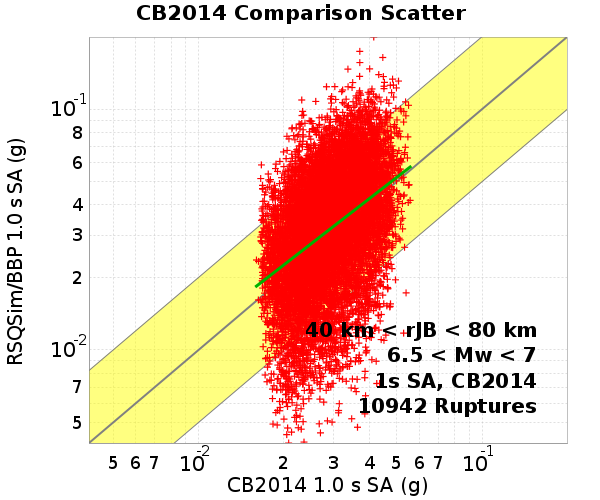 CB2014 Comparison Scatter
RSQSim/BBP 1.0 s SA (g)
10-1
8
6
4
3
2
10-2
7
5
40 km < rJB < 80 km
6.5 < Mw < 7
1s SA, CB2014
10942 Ruptures
5 6 7 10-2 2 3 4 5 6 7 10-1
CB2014 1.0 s SA (g)